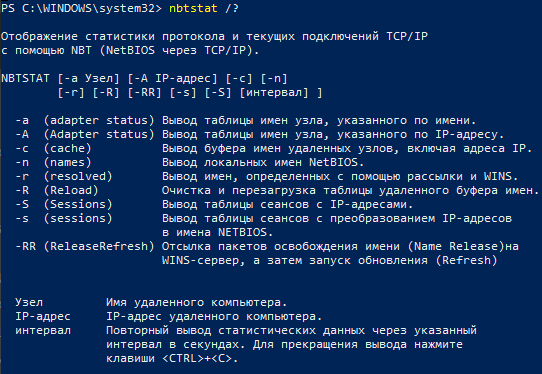 PS C:\WINDOWS\system32> nbtstat /?
Отображение статистики протокола и текущих подключений TCP/IP
с помощью NBT (NetBIOS через TCP/IP).
NBTSTAT [-a Узел] [-A IP-адрес] [-c] [-n]
[-r] [-R] [-RR] [-s] [-S] [интервал] ]
-a (adapter status) Вывод таблицы имен узла, указанного по имени.
-A (Adapter status) Вывод таблицы имен узла, указанного по IP-адресу.
-c (cache) Вывод буфера имен удаленных узлов, включая адреса IP.
-n (names) Вывод локальных имен NetBIOS.
-r (resolved) Вывод имен, определенных с помощью рассылки и WINS.
-R (Reload) Очистка и перезагрузка таблицы удаленного буфера имен.
-S (Sessions) Вывод таблицы сеансов с IP-адресами.
-s (sessions) Вывод таблицы сеансов с преобразованием IP-адресов
в имена NETBIOS.
-RR (ReleaseRefresh) Отсылка пакетов освобождения имени (Name Release)на
WINS-сервер, а затем запуск обновления (Refresh)
Узел Имя удаленного компьютера.
IP-адрес IP-адрес удаленного компьютера.
интервал Повторный вывод статистических данных через указанный
интервал в секундах. Для прекращения вывода нажмите
клавиши <CTRL>+<C>.